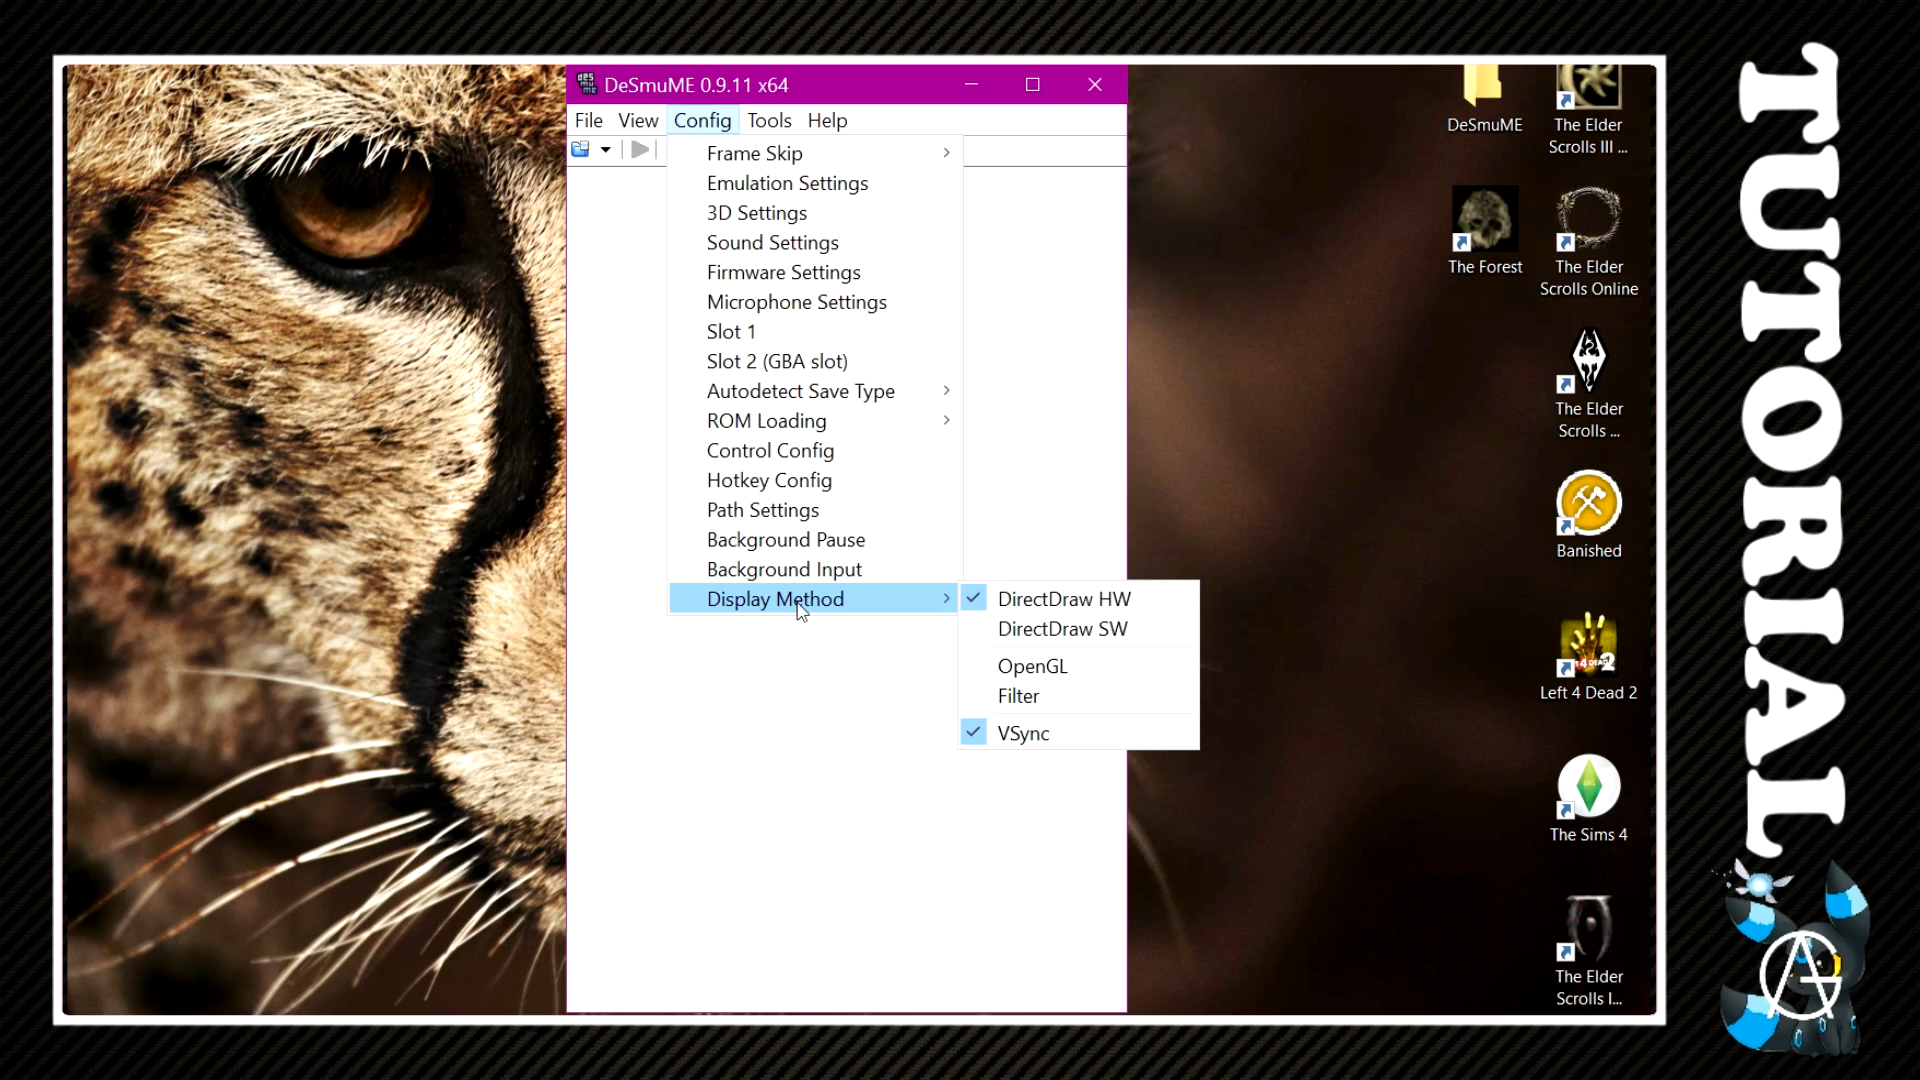 DeSmuME 0.9.11 x64
File View Config Tools Help
Frame Skip
Emulation Settings
3D Settings
Sound Settings
Firmware Settings
Microphone Settings
Slot 1
Slot 2 (GBA slot)
Autodetect Save Type
ROM Loading
Control Config
Hotkey Config
Path Settings
Background Pause
Background Input
Display Method
DirectDraw HW
DirectDraw SW
OpenGL
Filter
VSync
DeSmuME
The Elder
Scrolls III ...
The Forest
The Elder
Scrolls Online
The Elder
Scrolls ...
Banished
Left 4 Dead 2
The Sims 4
The Elder
Scrolls I...
TUTORIAL